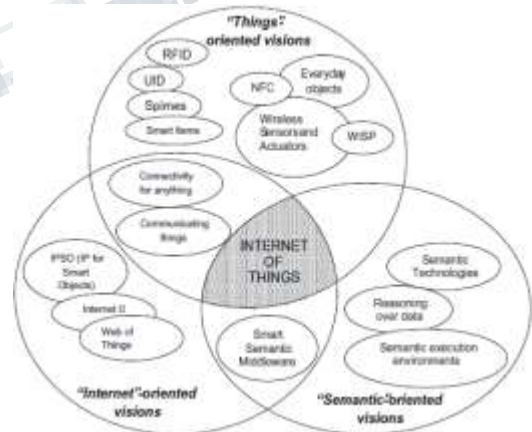 "Things"-
oriented visions
RFID
UID
Spimes
Smart Items
NFC
Everyday
objects
Wireless
Sensors and
Actuators
WISP
Connectivity
for anything
Communicating
things
INTERNET
OF
THINGS
IPSO (IP for
Smart
Objects)
Internet 0
Web of
Things
Semantic
Technologies
Reasoning
over data
Semantic execution
environments
Smart
Semantic
Middleware
"Internet"-oriented
visions
"Semantic"-oriented
visions